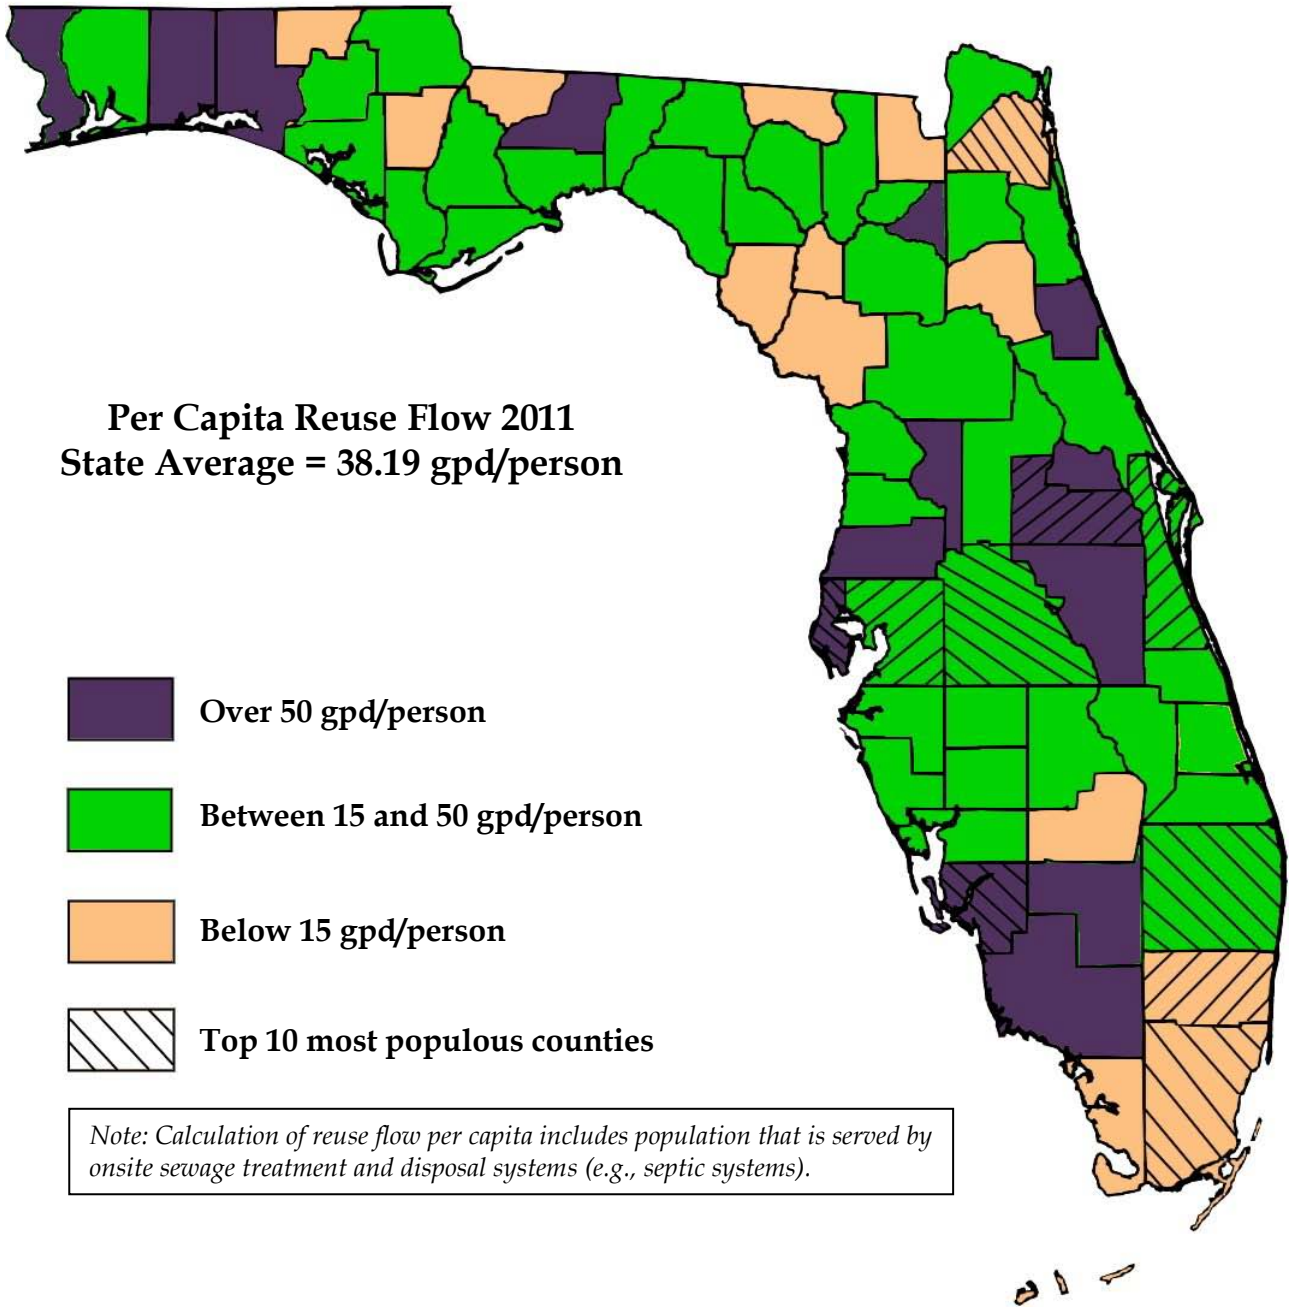 Per Capita Reuse Flow 2011
State Average = 38.19 gpd/person
Over 50 gpd/person
Between 15 and 50 gpd/person
Below 15 gpd/person
Top 10 most populous counties
Note: Calculation of reuse flow per capita includes population that is served by
onsite sewage treatment and disposal systems (e.g., septic systems).